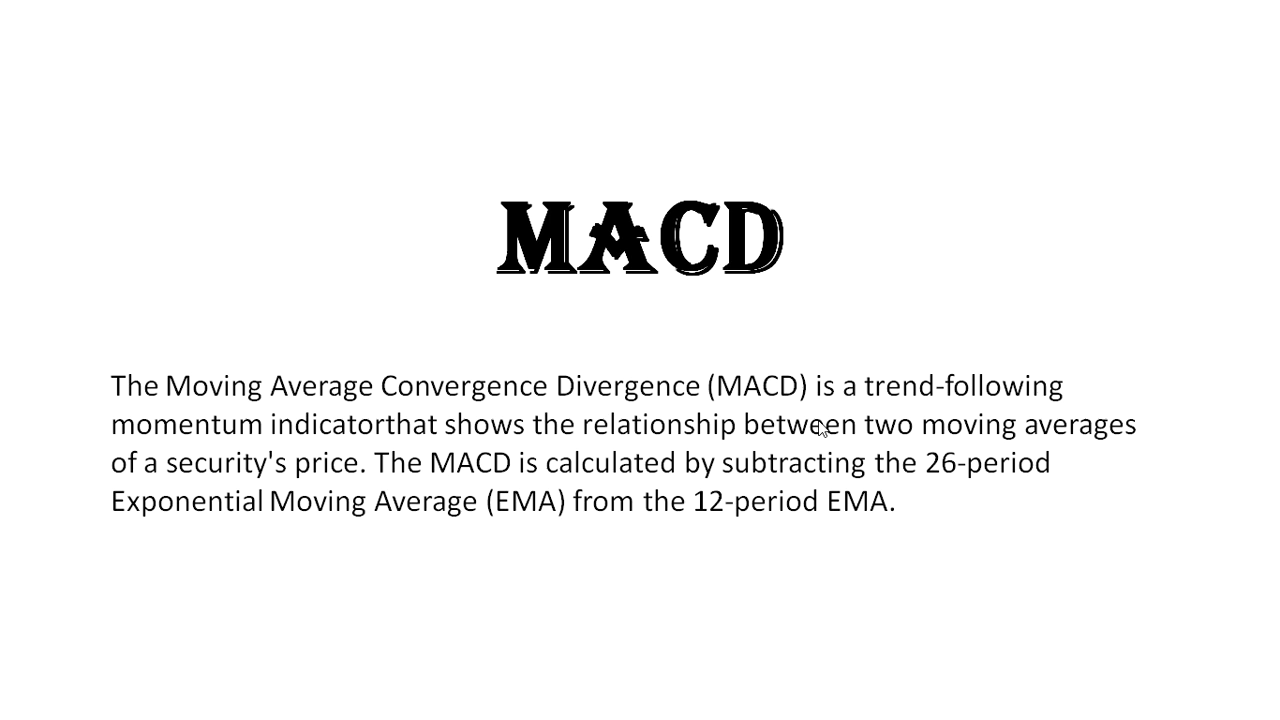 MACD
The Moving Average Convergence Divergence (MACD) is a trend-following
momentum indicatorthat shows the relationship between two moving averages
of a security's price. The MACD is calculated by subtracting the 26-period
Exponential Moving Average (EMA) from the 12-period EMA.